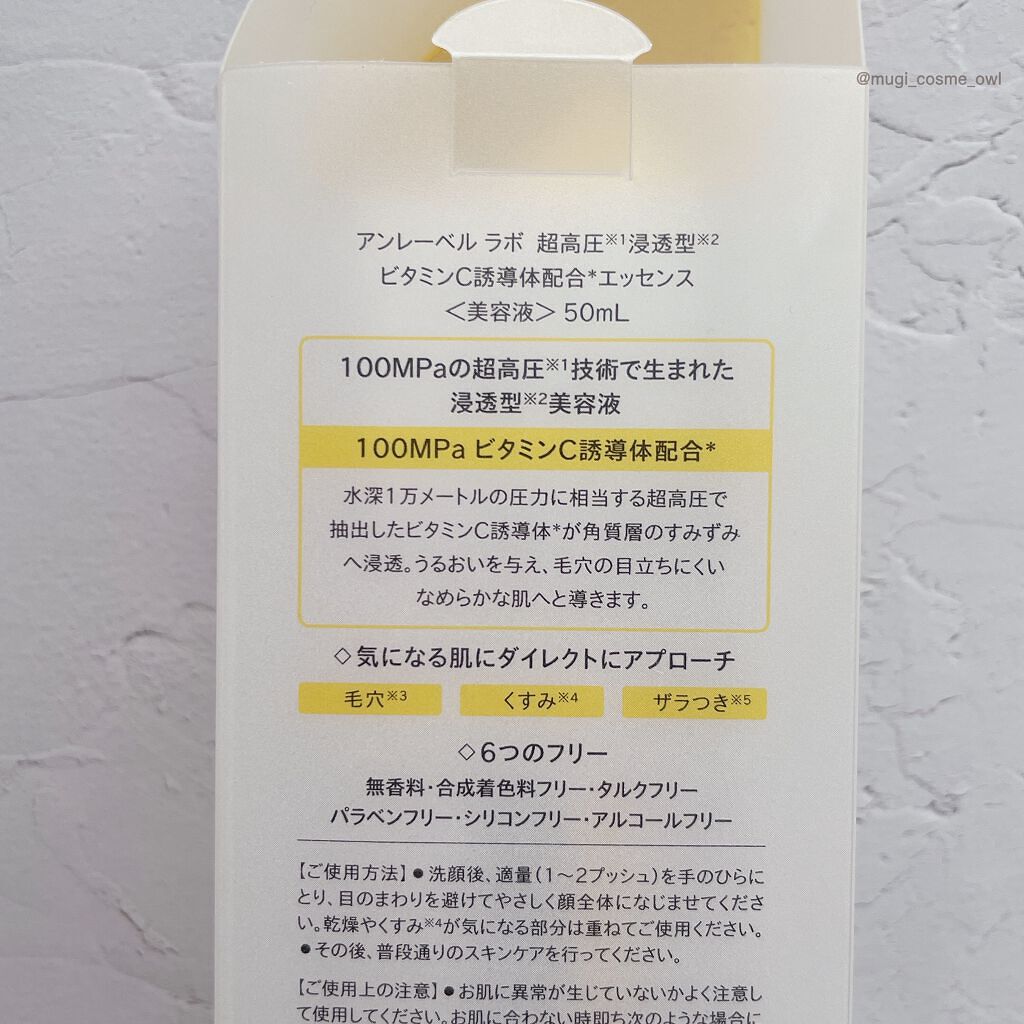 @mugi_cosme_owl
アンレーベル ラボ 超高圧※1浸透型※2
ビタミンC誘導体配合*エッセンス
＜美容液＞ 50mL
100MPaの超高圧※1技術で生まれた
浸透型※2美容液
100MPa ビタミンC誘導体配合*
水深1万メートルの圧力に相当する超高圧で
抽出したビタミンC誘導体*が角質層のすみずみ
へ浸透。うるおいを与え、毛穴の目立ちにくい
なめらかな肌へと導きます。
◇気になる肌にダイレクトにアプローチ
毛穴※3 くすみ※4 ザラつき※5
◇6つのフリー
無香料・合成着色料フリー・タルクフリー
パラベンフリー・シリコンフリー・アルコールフリー
【ご使用方法】●洗顔後、適量（1〜2プッシュ）を手のひらに
とり、目のまわりを避けてやさしく顔全体になじませてくださ
い。乾燥やくすみ※4が気になる部分は重ねてご使用ください。
●その後、普段通りのスキンケアを行ってください。
【ご使用上の注意】●お肌に異常が生じていないかよく注意し
て使用してください。お肌に合わない時即ち次のような場合に